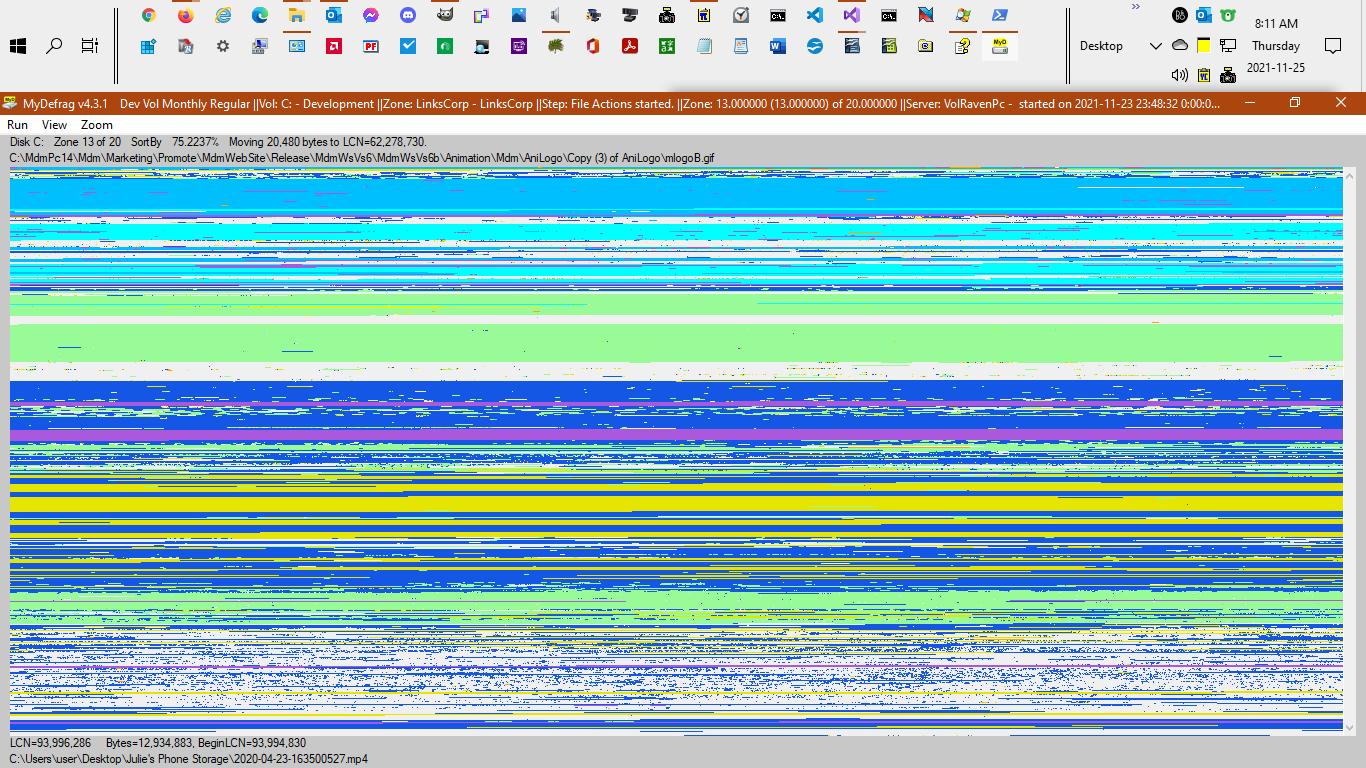 8:11 AM
Desktop
Thursday
2021-11-25
MyDefrag v4.3.1 Dev Vol Monthly Regular ||Vol: C: - Development ||Zone: LinksCorp - LinksCorp ||Step: File Actions started. ||Zone: 13.000000 (13.000000) of 20.000000 ||Server: VolRavenPc - started on 2021-11-23 23:48:32 0:00:0...
Run View Zoom
Disk C: Zone 13 of 20 SortBy 75.2237% Moving 20,480 bytes to LCN=62,278,730.
C:\MdmPc14\Mdm\Marketing\Promote\MdmWebSite\Release\MdmWsVs6\MdmWsVs6b\Animation\Mdm\AniLogo\Copy (3) of AniLogo\mlogoB.gif
LCN=93,996,286 Bytes=12,934,883, BeginLCN=93,994,830
C:\Users\user\Desktop\Julie's Phone Storage\2020-04-23-163500527.mp4